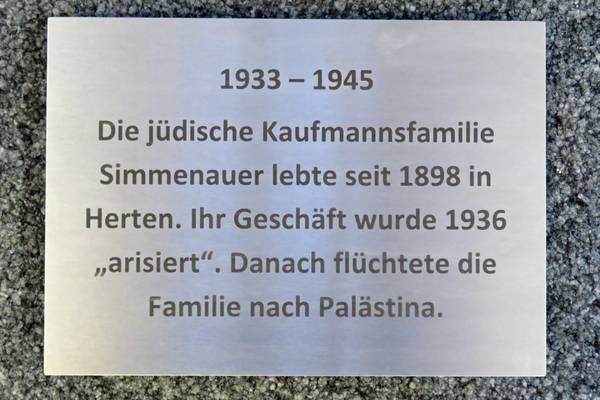 1933 – 1945
Die jüdische Kaufmannsfamilie
Simmenauer lebte seit 1898 in
Herten. Ihr Geschäft wurde 1936
„arisiert“. Danach flüchtete die
Familie nach Palästina.